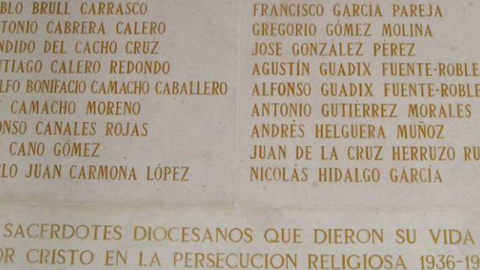 BLO BRULL CARRASCO
TONIO CABRERA CALERO
NDIDO DEL CACHO CRUZ
TIAGO CALERO REDONDO
LFO BONIFACIO CAMACHO CABALLERO
CAMACHO MORENO
ONSO CANALES ROJAS
CANO GÓMEZ
LO JUAN CARMONA LÓPEZ
FRANCISCO GARCÍA PAREJA
GREGORIO GÓMEZ MOLINA
JOSE GONZÁLEZ PÉREZ
AGUSTÍN GUADIX FUENTE-ROBLE
ALFONSO GUADIX FUENTE-ROBLE
ANTONIO GUTIÉRREZ MORALES
ANDRÉS HELGUERA MUÑOZ
JUAN DE LA CRUZ HERRUZO RU
NICOLÁS HIDALGO GARCÍA
SACERDOTES DIOCESANOS QUE DIERON SU VIDA
OR CRISTO EN LA PERSECUCIÓN RELIGIOSA 1936-19